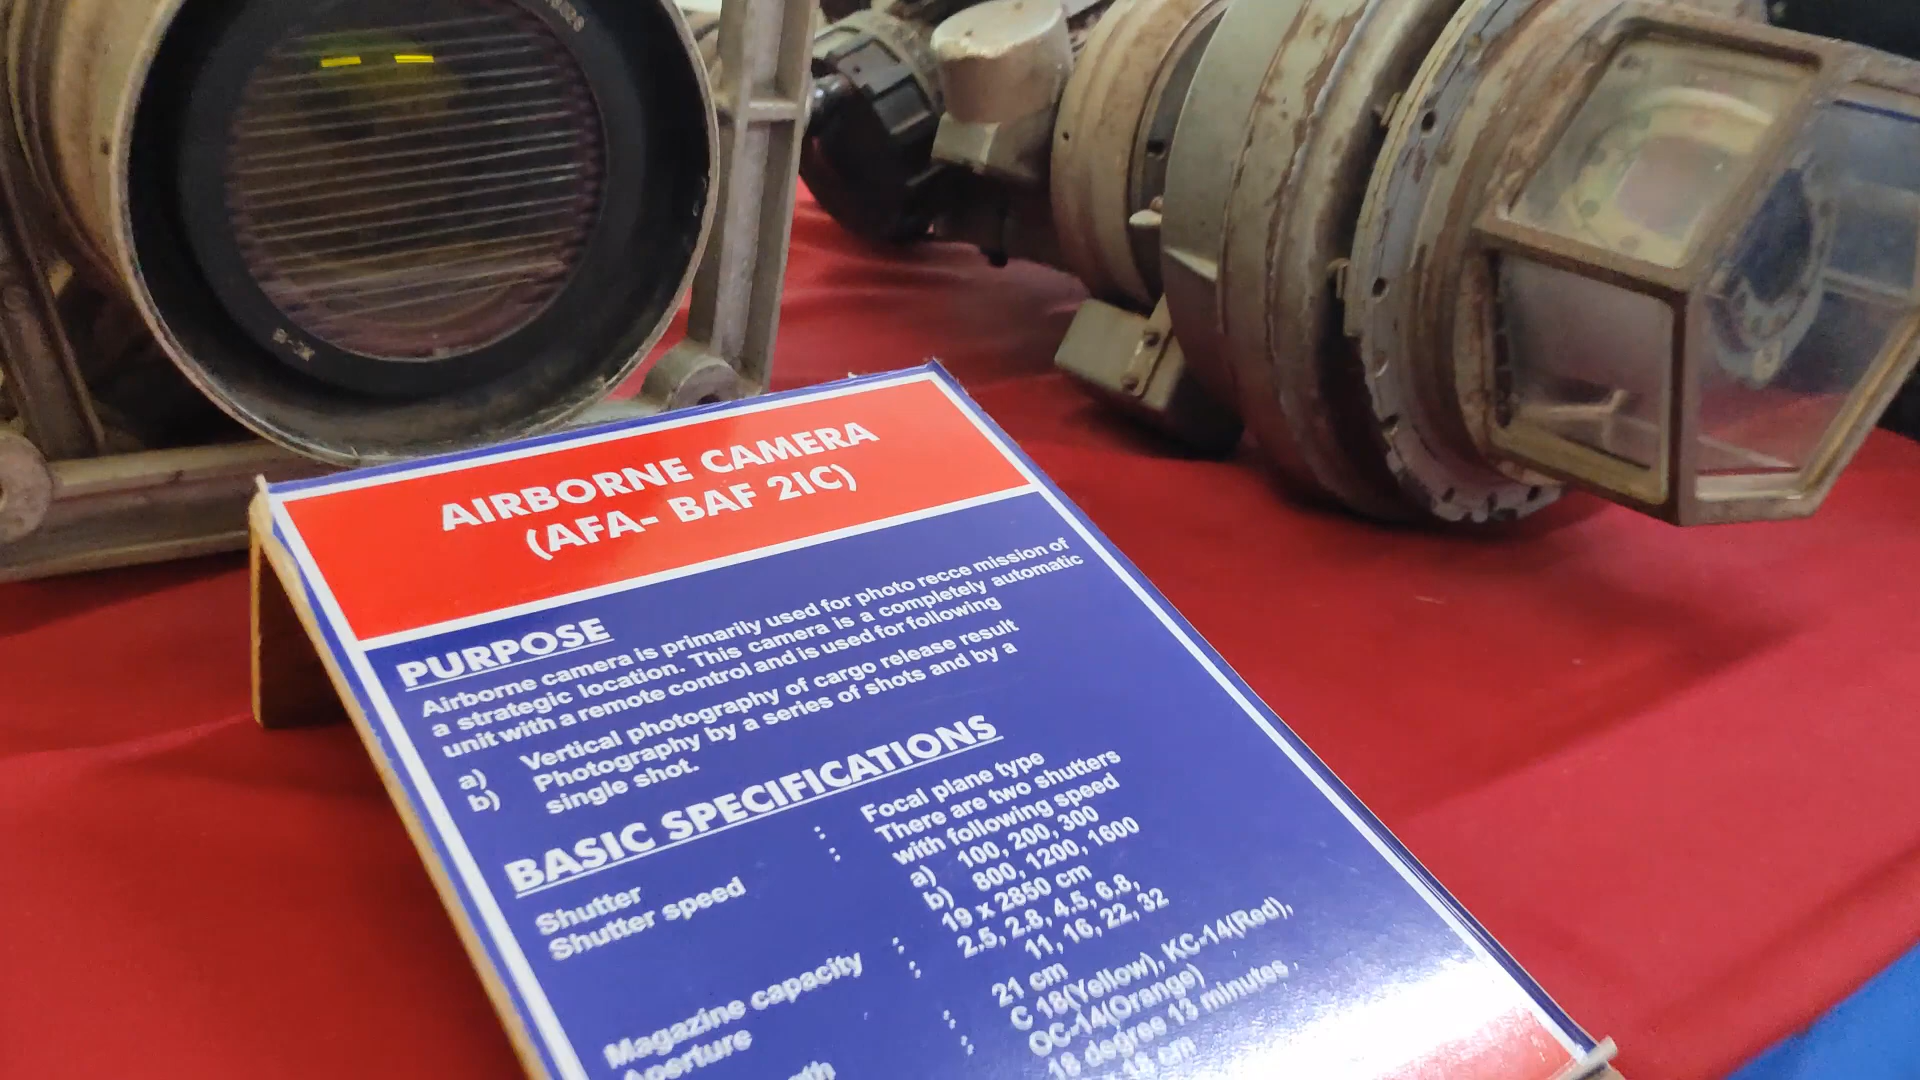 AIRBORNE CAMERA
(AFA- BAF 21C)
PURPOSE
Airborne camera is primarily used for photo recce mission of
a strategic location. This camera is a completely automatic
unit with a remote control and is used for following
a) Vertical photography of cargo release result
b) Photography by a series of shots and by a
single shot.
BASIC SPECIFICATIONS
Shutter : Focal plane type
Shutter speed : There are two shutters
with following speed
a) 100, 200, 300
b) 800, 1200, 1600
Magazine capacity : 19 x 2850 cm
Aperture : 2.5, 2.8, 4.5, 6.8,
11, 16, 22, 32
21 cm
C 18(Yellow), KC-14(Red),
OC-14(Orange)
18 degree 13 minutes
x 18 cm